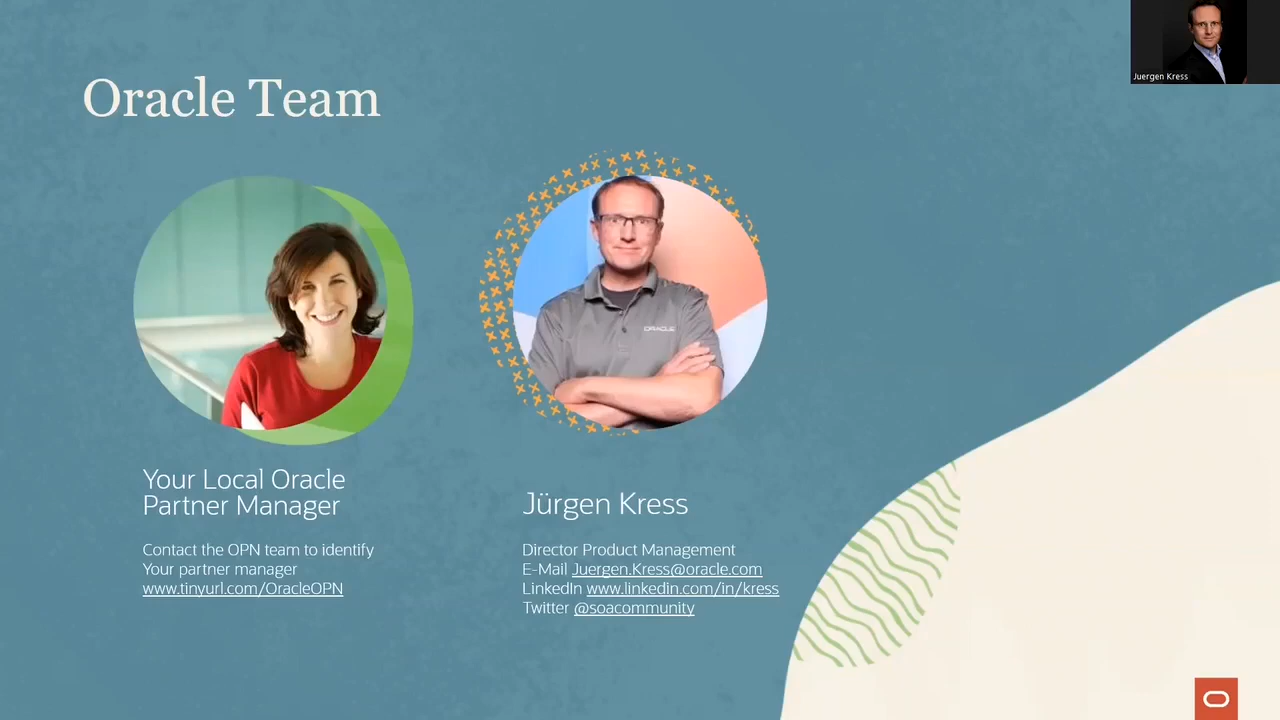 Juergen Kress
Oracle Team
ORACLE
Your Local Oracle
Partner Manager
Contact the OPN team to identify
Your partner manager
www.tinyurl.com/OracleOPN
Jürgen Kress
Director Product Management
E-Mail Juergen.Kress@oracle.com
LinkedIn www.linkedin.com/in/kress
Twitter @soacommunity